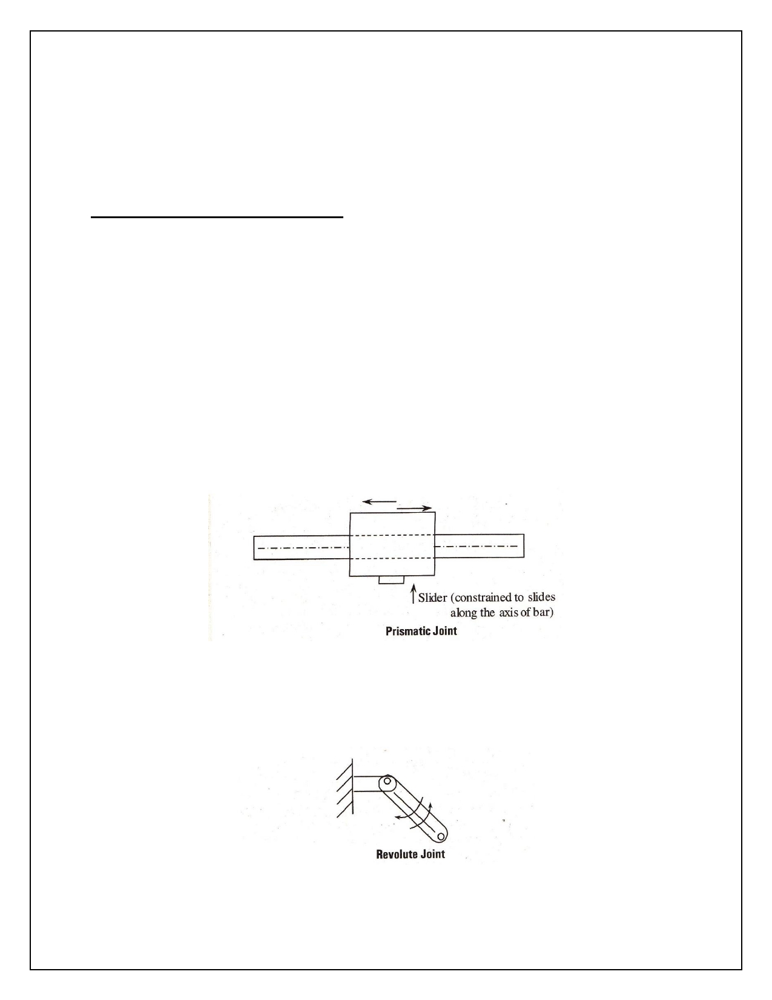 Slider (constrained to slides
along the axis of bar)
Prismatic Joint
Revolute Joint